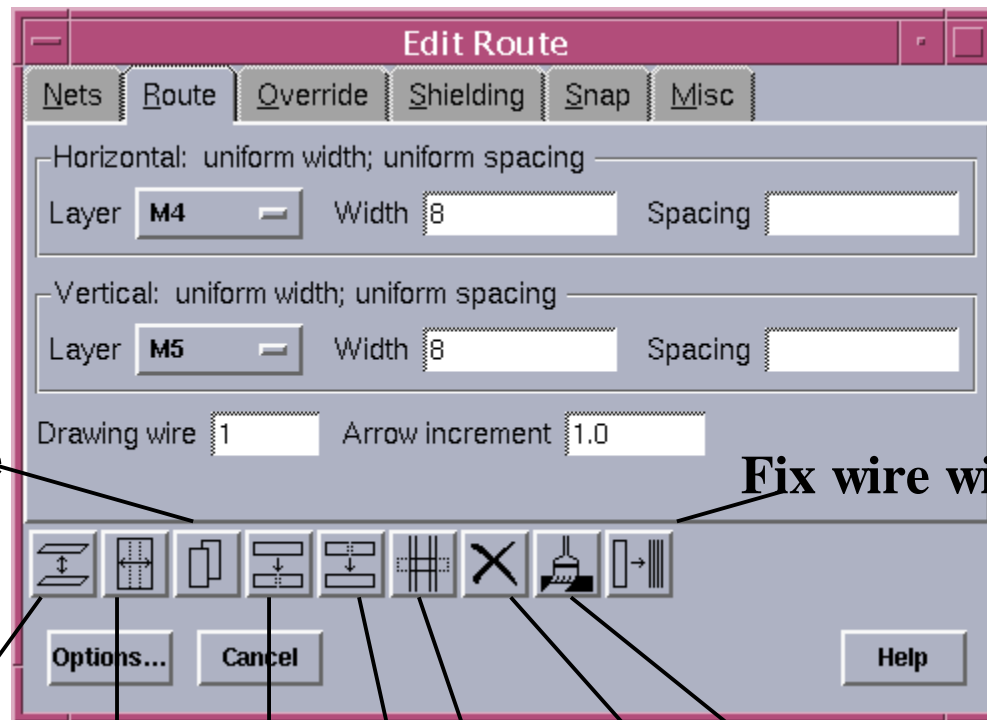 Edit Route
Nets Route Override Shielding Snap Misc
Horizontal: uniform width; uniform spacing
Layer M4 Width 8 Spacing
Vertical: uniform width; uniform spacing
Layer M5 Width 8 Spacing
Drawing wire 1 Arrow increment 1.0
Fix wire wi
Options... Cancel Help